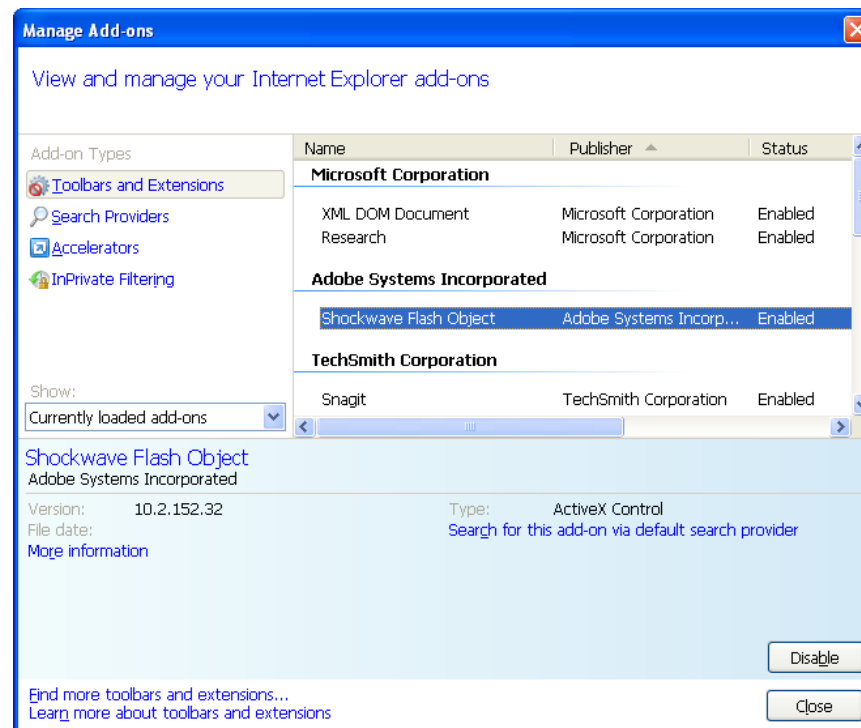 Manage Add-ons
View and manage your Internet Explorer add-ons
Add-on Types
Toolbars and Extensions
Search Providers
Accelerators
InPrivate Filtering
Show:
Currently loaded add-ons
Name Publisher Status
Microsoft Corporation
XML DOM Document Microsoft Corporation Enabled
Research Microsoft Corporation Enabled
Adobe Systems Incorporated
Shockwave Flash Object Adobe Systems Incorp... Enabled
TechSmith Corporation
Snagit TechSmith Corporation Enabled
Shockwave Flash Object
Adobe Systems Incorporated
Version: 10.2.152.32 Type: ActiveX Control
File date: Search for this add-on via default search provider
More information
Disable
Find more toolbars and extensions...
Learn more about toolbars and extensions
Close